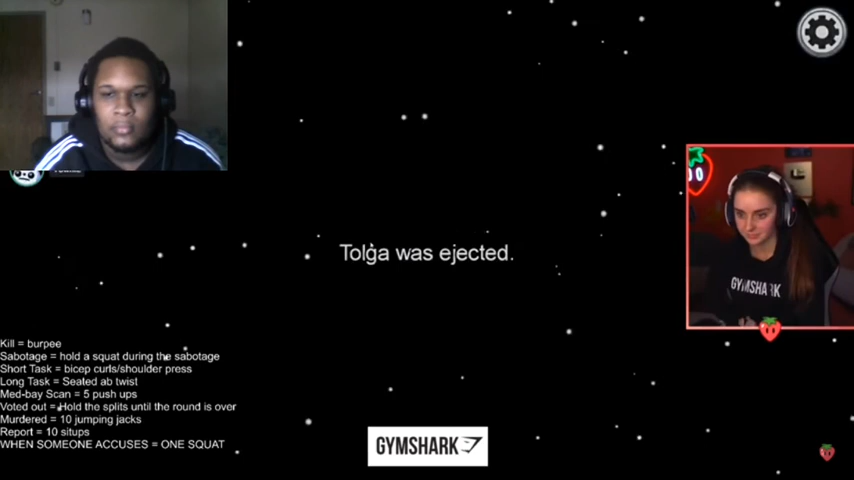 Tolga was ejected.
GYMSHARK
Kill = burpee
Sabotage = hold a squat during the sabotage
Short Task = bicep curls/shoulder press
Long Task = Seated ab twist
Med-bay Scan = 5 push ups
Voted out = Hold the splits until the round is over
Murdered = 10 jumping jacks
Report = 10 situps
WHEN SOMEONE ACCUSES = ONE SQUAT
GYMSHARK